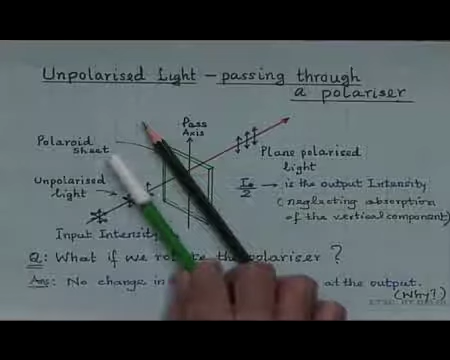 Unpolarised Light – passing through
a polariser
Pass
Axis
Polaroid
Sheet
Plane polarised
light
Unpolarised
light
I₀/2 → is the output Intensity
(neglecting absorption
of the vertical component)
Input Intensity
Q: What if we the polariser ?
Ans: No change in at the output.
(Why?)